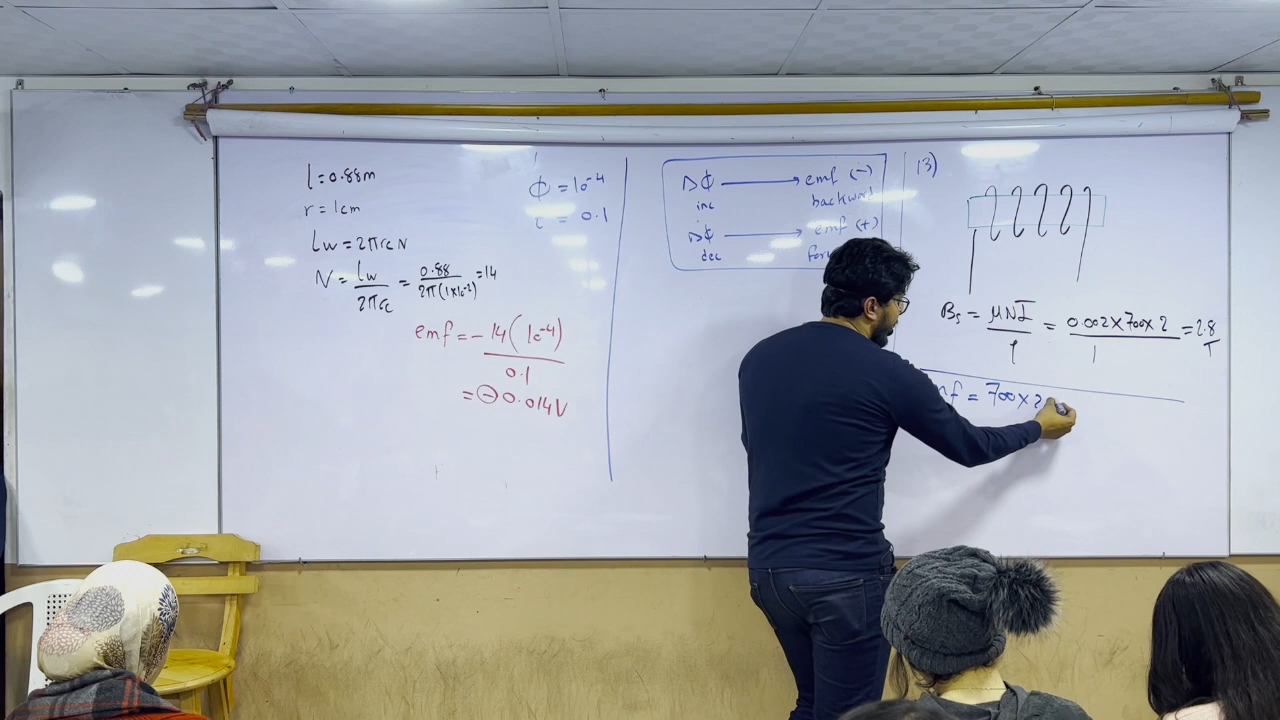 l = 0.88m
r = 1cm
Lw = 2πrcN
N = Lw / 2πrc = 0.88 / 2π(1×10⁻²) = 14
emf = - 14(10⁻⁴) / 0.1
= ⊖ 0.014V
ϕ = 10⁻⁴
= 0.1
Δϕ → emf (-)
inc backward
Δϕ → emf (+)
dec
13)
Bs = μNI / l = 0.002×700×2 / 1 = 2.8 T
= 700×2